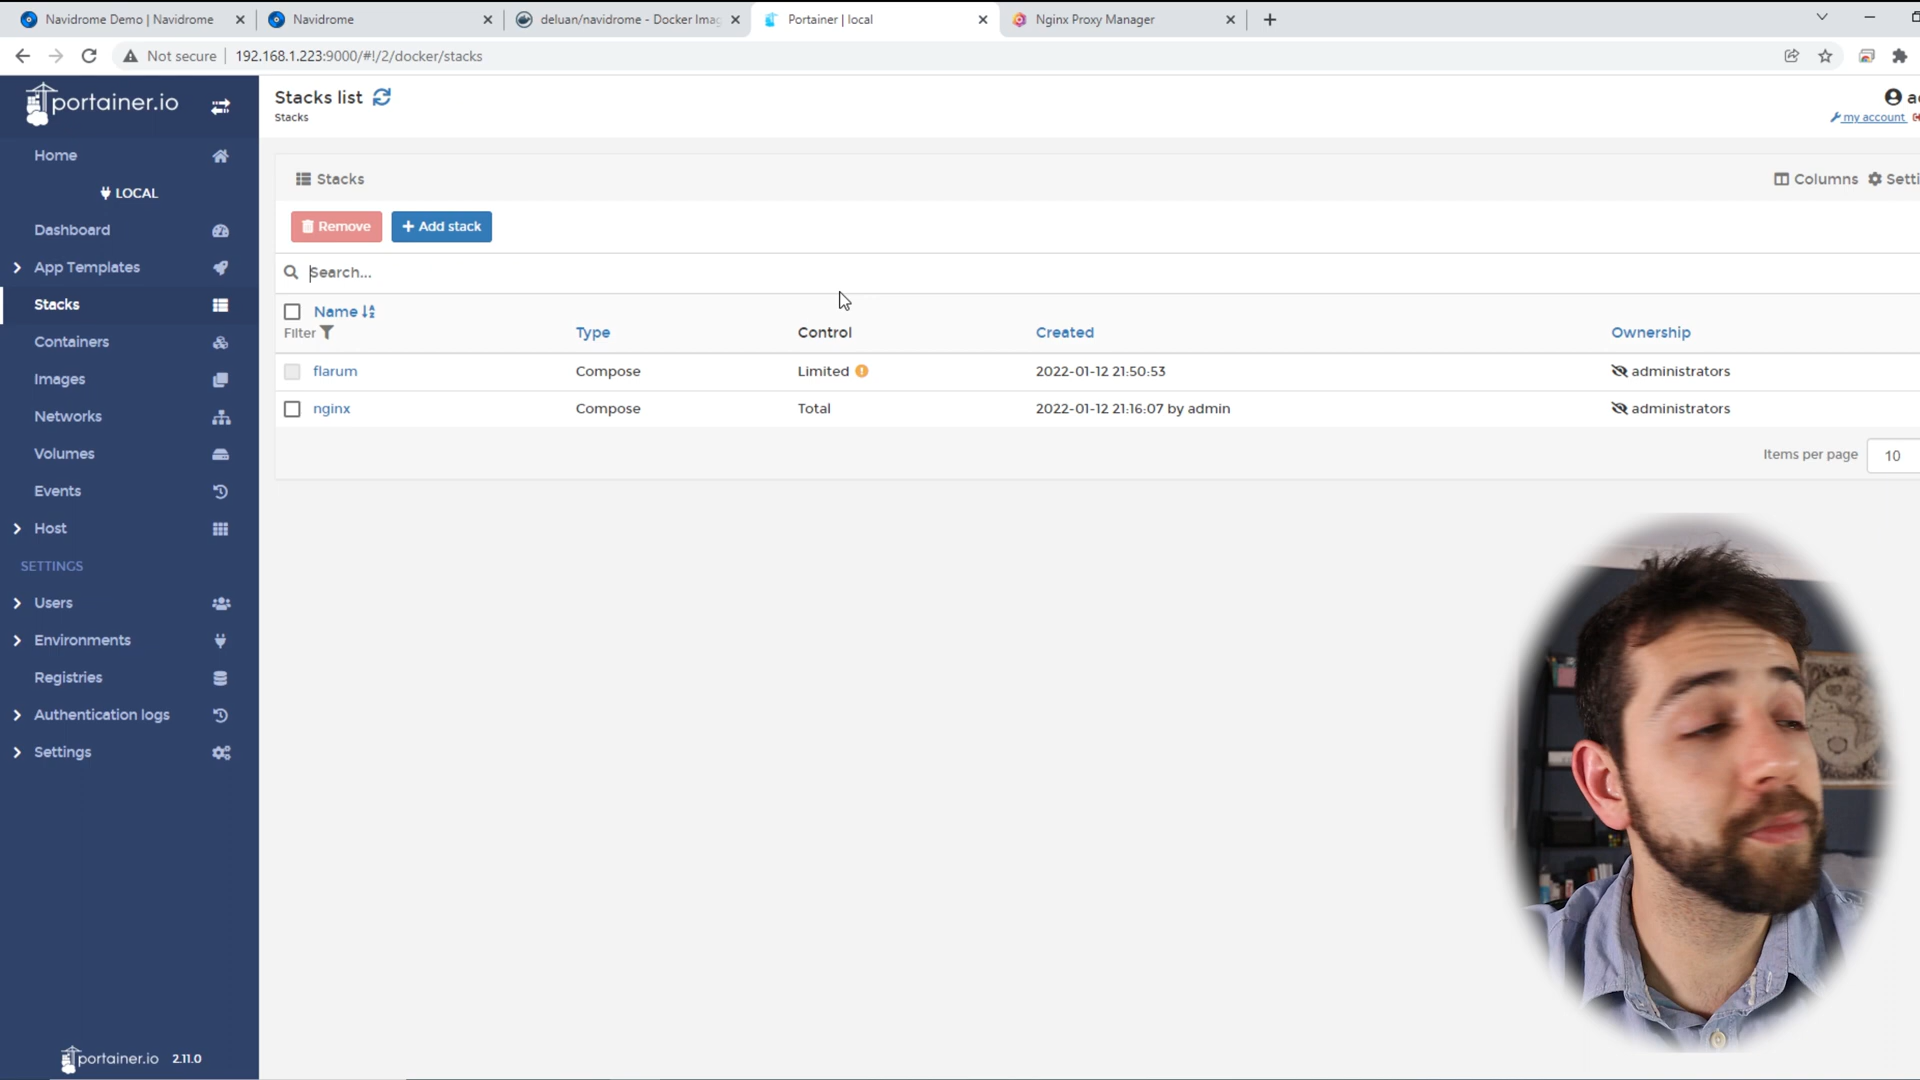 Navidrome Demo | Navidrome
Navidrome
deluan/navidrome - Docker Imag
Portainer | local
Nginx Proxy Manager
Not secure
192.168.1.223:9000/#!/2/docker/stacks
portainer.io
Stacks list
Stacks
my account
Home
LOCAL
Dashboard
App Templates
Stacks
Containers
Images
Networks
Volumes
Events
Host
SETTINGS
Users
Environments
Registries
Authentication logs
Settings
portainer.io 2.11.0
Stacks
Columns
Setti
Remove
Add stack
Search...
Name
Filter
Type
Control
Created
Ownership
flarum
Compose
Limited
2022-01-12 21:50:53
administrators
nginx
Compose
Total
2022-01-12 21:16:07 by admin
administrators
Items per page
10